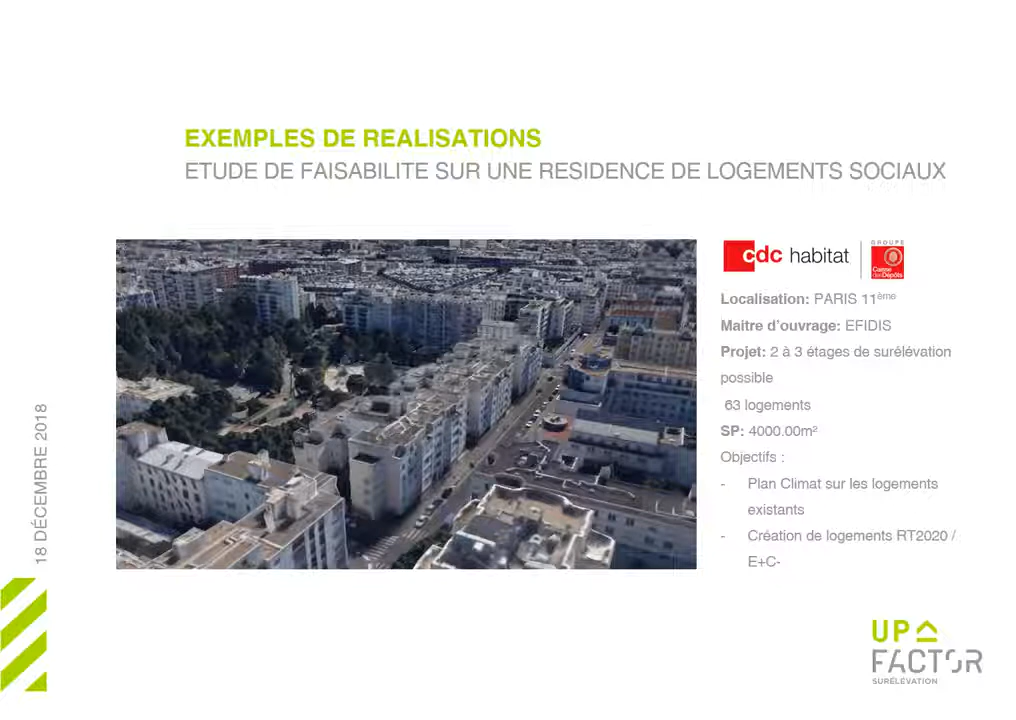 EXEMPLES DE REALISATIONS
ETUDE DE FAISABILITE SUR UNE RESIDENCE DE LOGEMENTS SOCIAUX
cdc habitat
GROUPE
Caisse
des Dépôts
Localisation: PARIS 11ème
Maitre d'ouvrage: EFIDIS
Projet: 2 à 3 étages de surélévation
possible
63 logements
SP: 4000.00m²
Objectifs :
- Plan Climat sur les logements
existants
- Création de logements RT2020 /
E+C-
18 DÉCEMBRE 2018
UP
FACTOR
SURÉLÉVATION